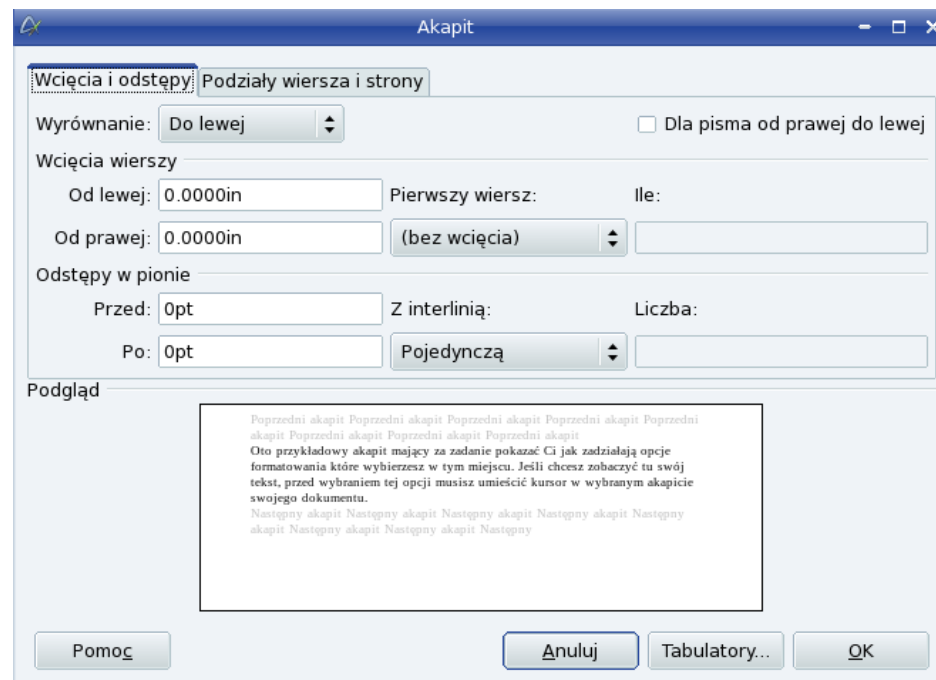 Akapit
Wcięcia i odstępy Podziały wiersza i strony
Wyrównanie: Do lewej Dla pisma od prawej do lewej
Wcięcia wierszy
Od lewej: 0.0000in Pierwszy wiersz: Ile:
Od prawej: 0.0000in (bez wcięcia)
Odstępy w pionie
Przed: 0pt Z interlinią: Liczba:
Po: 0pt Pojedynczą
Podgląd
Poprzedni akapit Poprzedni akapit Poprzedni akapit Poprzedni akapit Poprzedni
akapit Poprzedni akapit Poprzedni akapit Poprzedni akapit
Oto przykładowy akapit mający za zadanie pokazać Ci jak zadziałają opcje
formatowania które wybierzesz w tym miejscu. Jeśli chcesz zobaczyć tu swój
tekst, przed wybraniem tej opcji musisz umieścić kursor w wybranym akapicie
swojego dokumentu.
Następny akapit Następny akapit Następny akapit Następny akapit Następny
akapit Następny akapit Następny akapit Następny
Pomoc Anuluj Tabulatory... OK